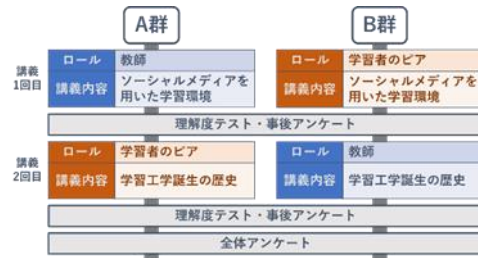 A群
B群
講義
1回目
ロール
教師
講義内容
ソーシャルメディアを
用いた学習環境
ロール
学習者のピア
講義内容
ソーシャルメディアを
用いた学習環境
理解度テスト・事後アンケート
講義
2回目
ロール
学習者のピア
講義内容
学習工学誕生の歴史
ロール
教師
講義内容
学習工学誕生の歴史
理解度テスト・事後アンケート
全体アンケート